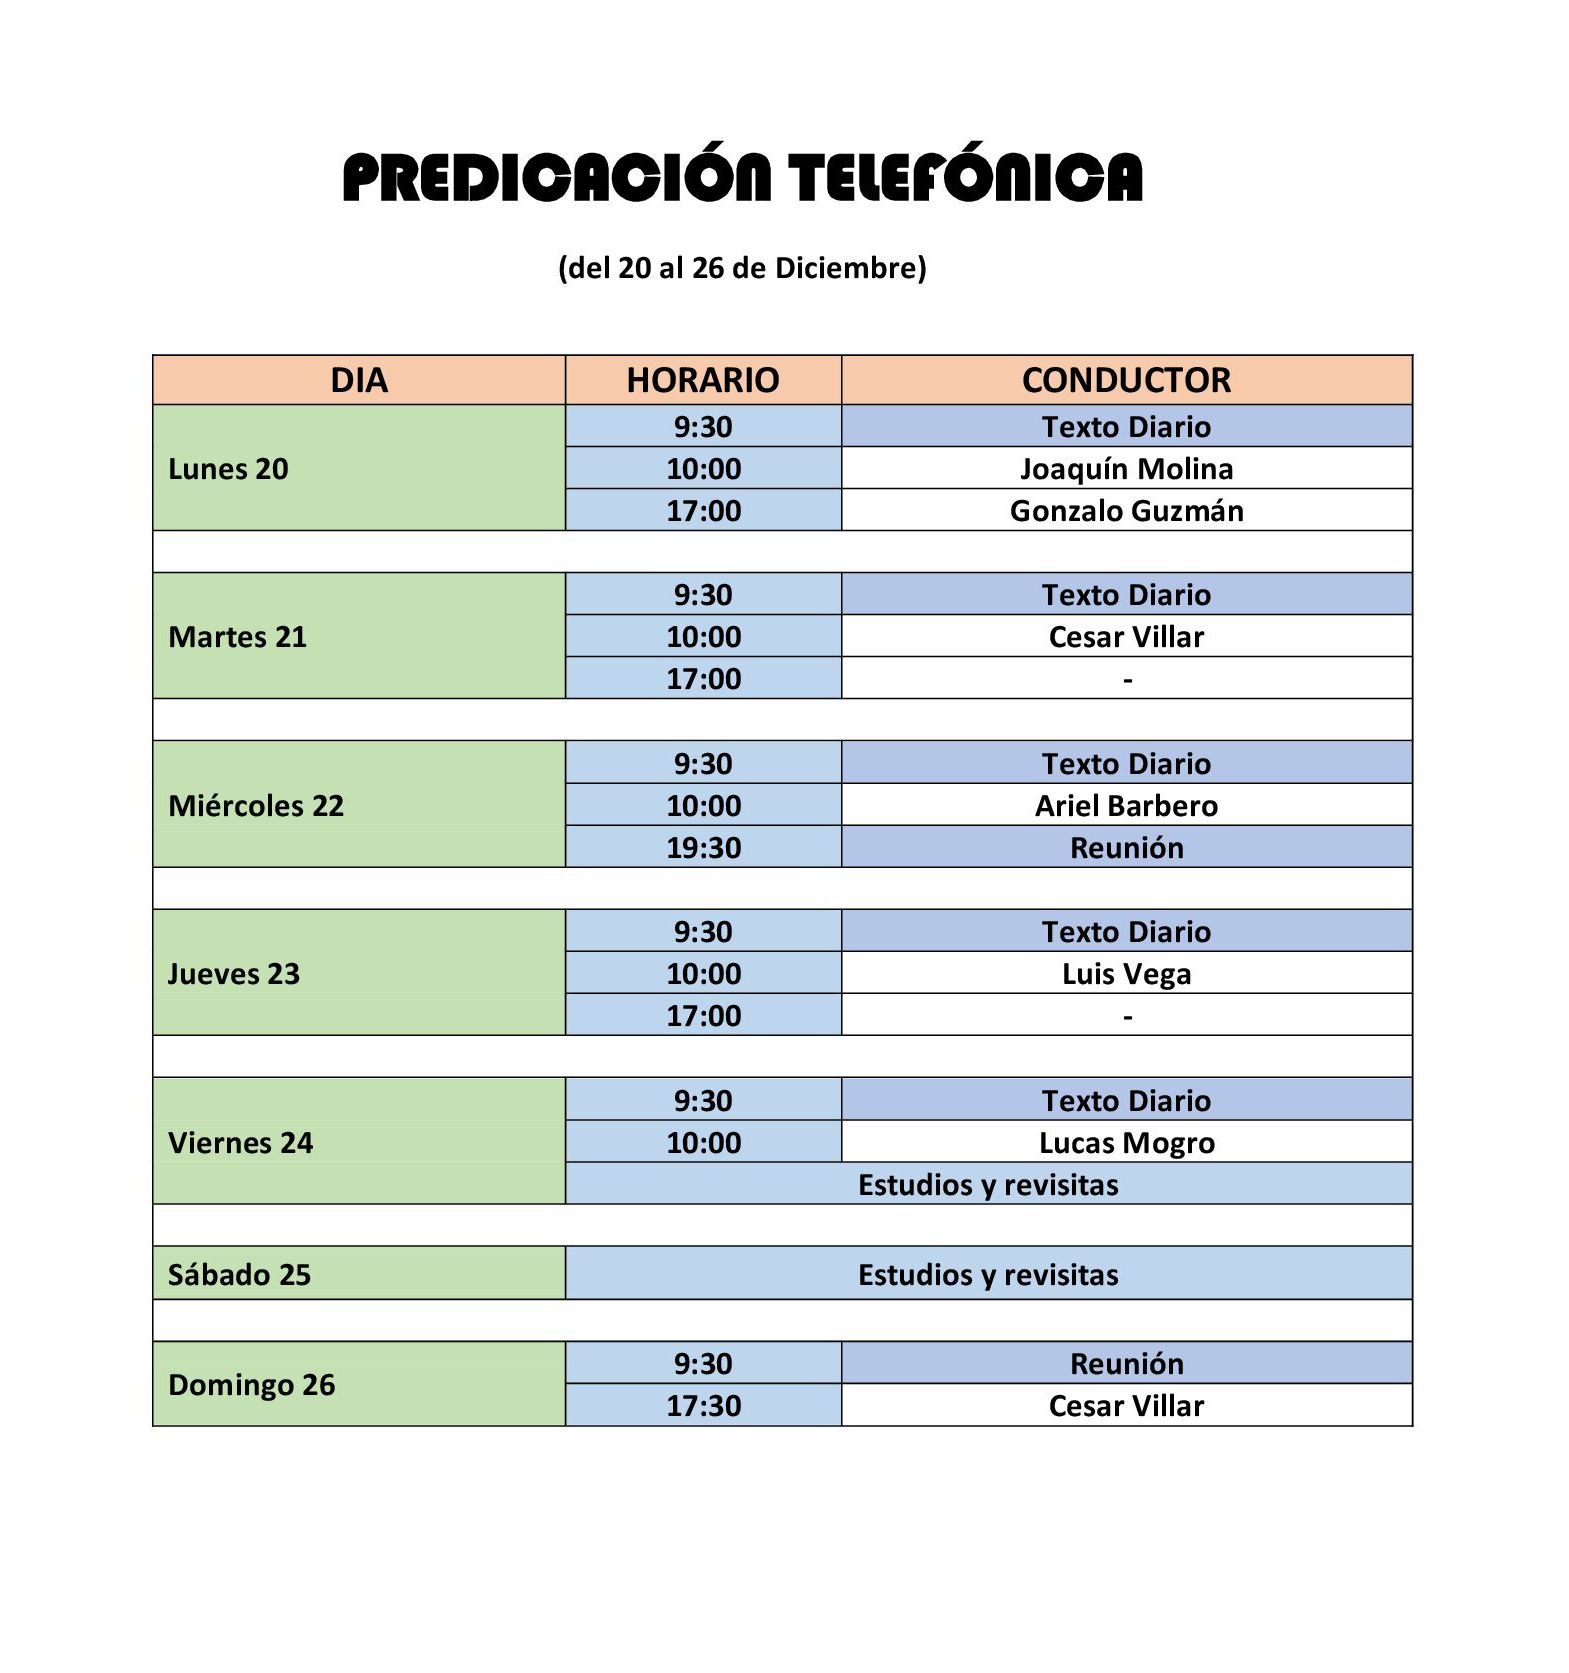 PREDICACIÓN TELEFÓNICA
(del 20 al 26 de Diciembre)
DIA HORARIO CONDUCTOR
Lunes 20
9:30 Texto Diario
10:00 Joaquín Molina
17:00 Gonzalo Guzmán
Martes 21
9:30 Texto Diario
10:00 Cesar Villar
17:00 -
Miércoles 22
9:30 Texto Diario
10:00 Ariel Barbero
19:30 Reunión
Jueves 23
9:30 Texto Diario
10:00 Luis Vega
17:00 -
Viernes 24
9:30 Texto Diario
10:00 Lucas Mogro
Estudios y revisitas
Sábado 25 Estudios y revisitas
Domingo 26
9:30 Reunión
17:30 Cesar Villar